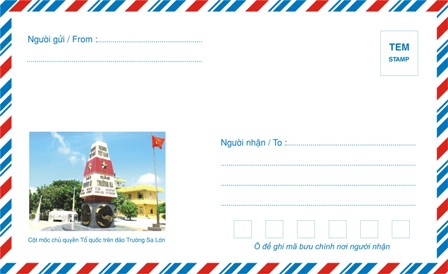 Người gửi / From :
TEM
STAMP
Người nhận / To :
Cột mốc chủ quyền Tổ quốc trên đảo Trường Sa Lớn
Ô để ghi mã bưu chính nơi người nhận